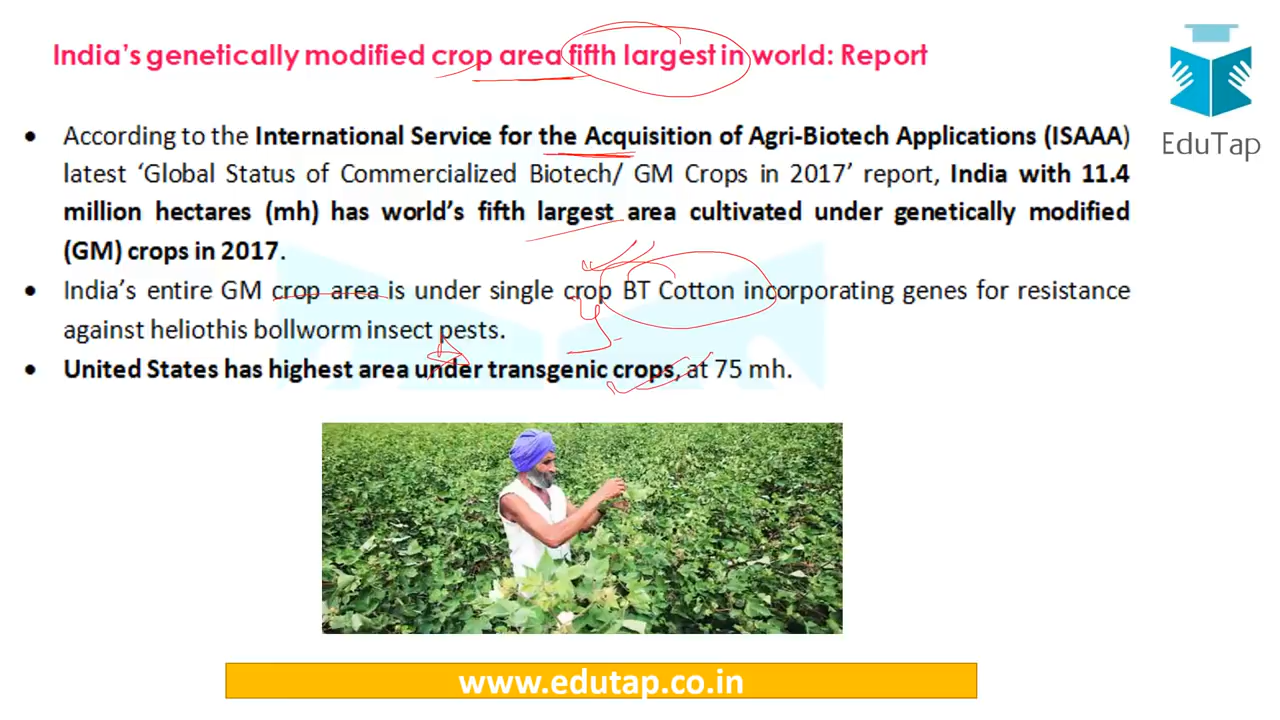 India's genetically modified crop area fifth largest in world: Report
EduTap
• According to the International Service for the Acquisition of Agri-Biotech Applications (ISAAA)
latest 'Global Status of Commercialized Biotech/ GM Crops in 2017' report, India with 11.4
million hectares (mh) has world's fifth largest area cultivated under genetically modified
(GM) crops in 2017.
• India's entire GM crop area is under single crop BT Cotton incorporating genes for resistance
against heliothis bollworm insect pests.
• United States has highest area under transgenic crops, at 75 mh.
www.edutap.co.in